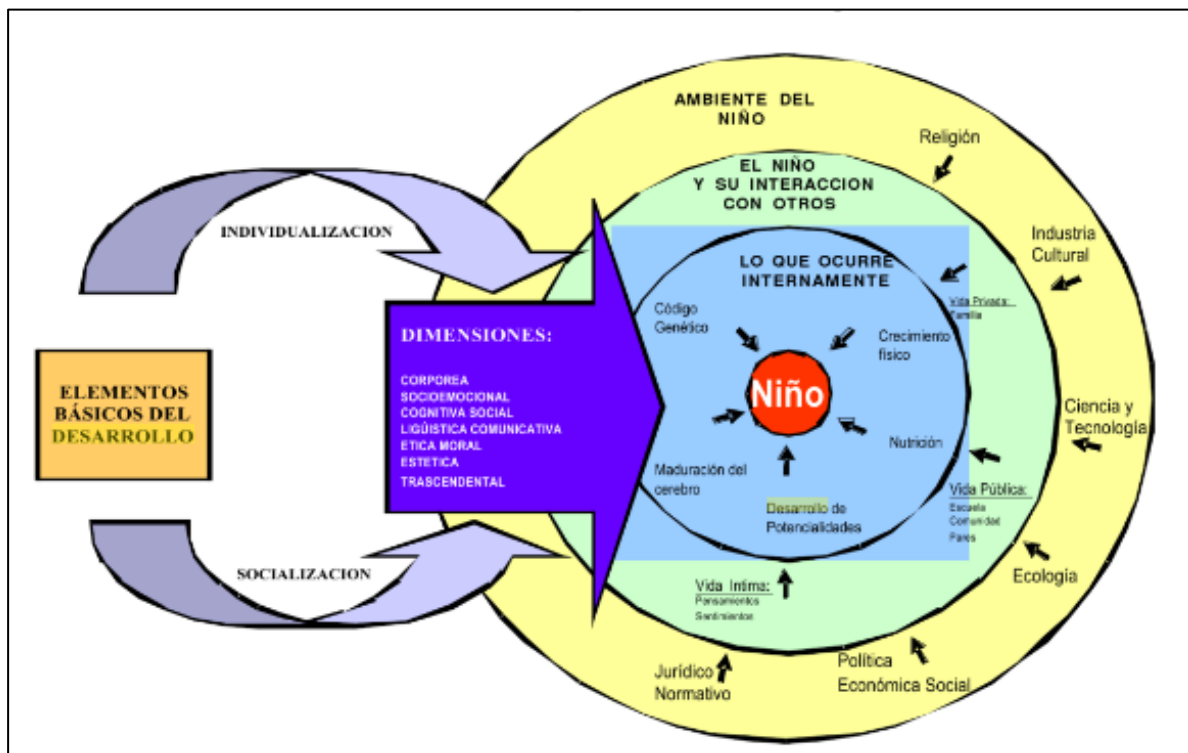 AMBIENTE DEL
NIÑO
Religión
EL NIÑO
Y SU INTERACCION
CON OTROS
INDIVIDUALIZACION
Industria
Cultural
LO QUE OCURRE
INTERNAMENTE
Vida Privada:
Familia
Código
Genético
Crecimiento
físico
DIMENSIONES:
CORPOREA
SOCIOEMOCIONAL
COGNITIVA SOCIAL
LIGÜISTICA COMUNICATIVA
ETICA MORAL
ESTETICA
TRASCENDENTAL
ELEMENTOS
BÁSICOS DEL
DESARROLLO
Niño
Ciencia y
Tecnología
Nutrición
Maduración del
cerebro
Desarrollo de
Potencialidades
Vida Pública:
Escuela
Comunidad
Pares
Ecología
SOCIALIZACION
Vida Intima:
Pensamientos
Sentimientos
Jurídico
Normativo
Política
Económica Social